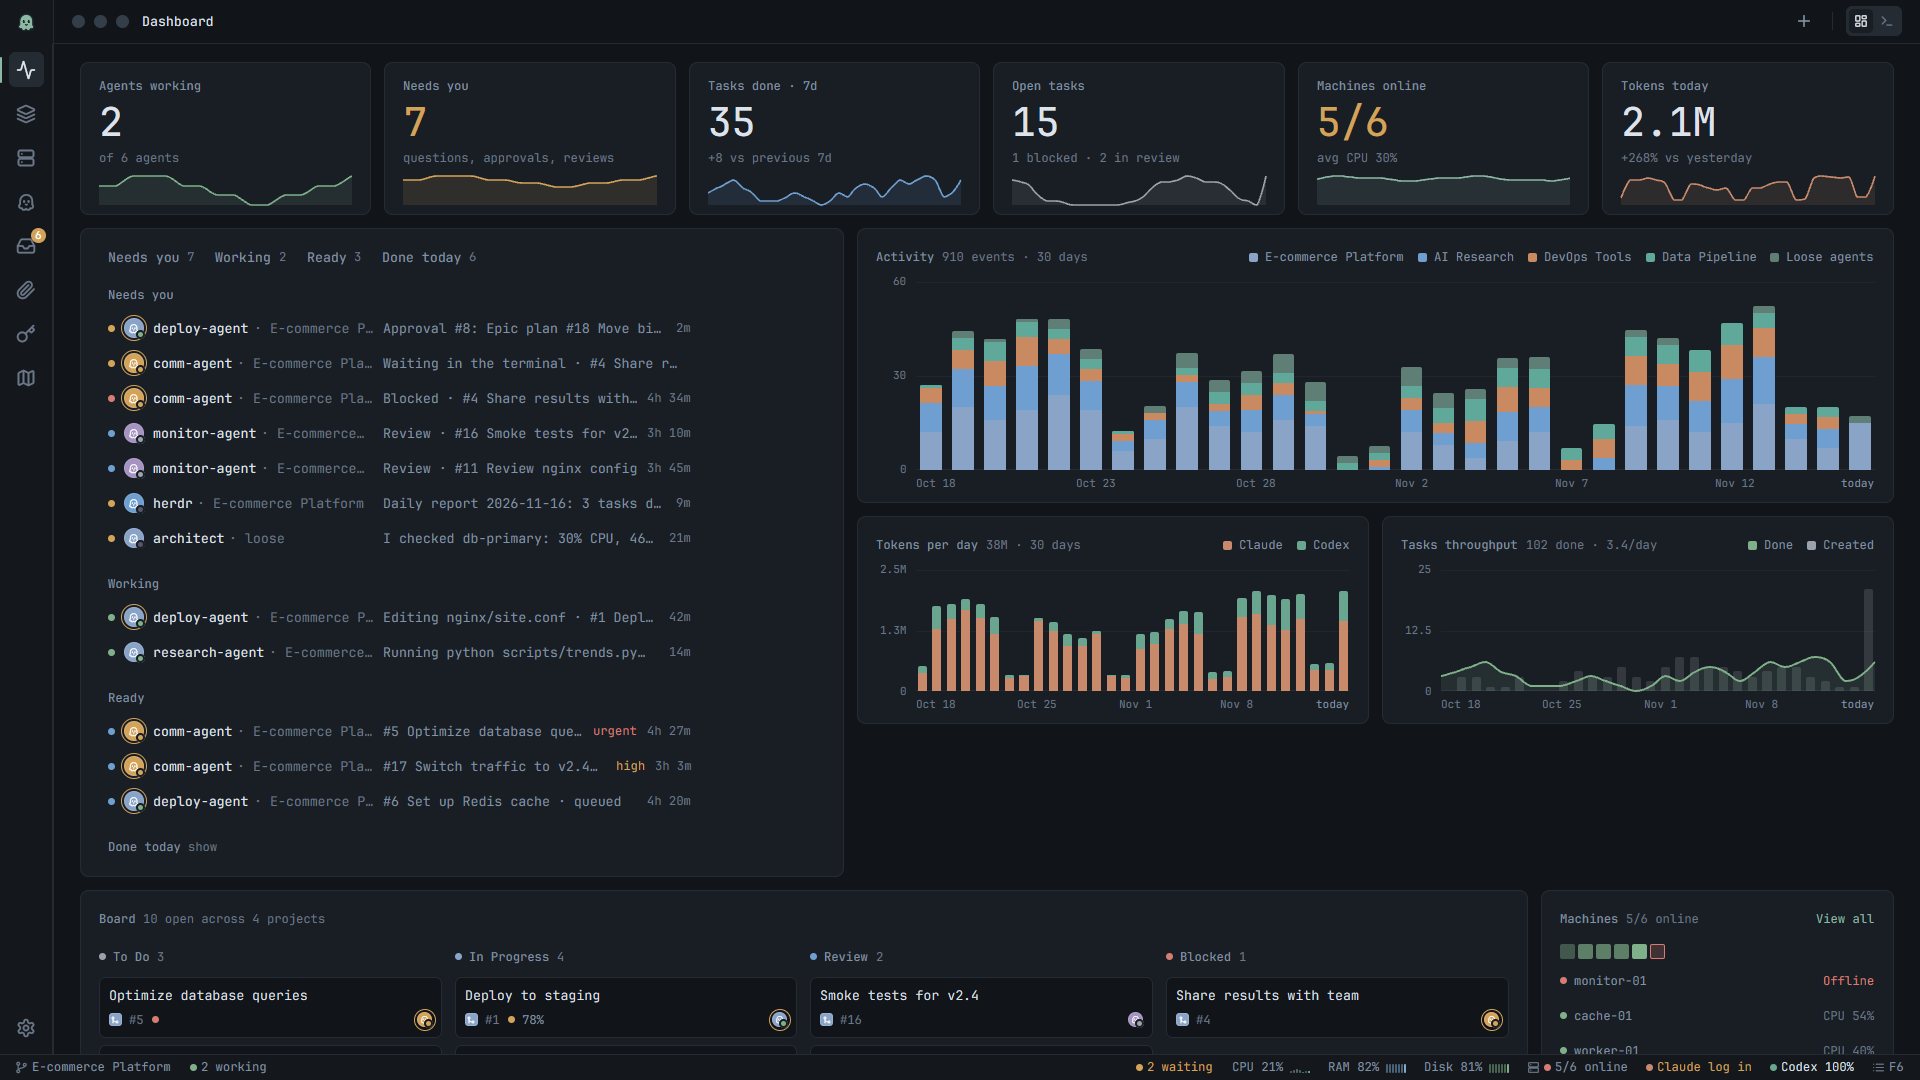 Dashboard
Agents working
2
of 6 agents
Needs you
7
questions, approvals, reviews
Tasks done · 7d
35
+8 vs previous 7d
Open tasks
15
1 blocked · 2 in review
Machines online
5/6
avg CPU 30%
Tokens today
2.1M
+268% vs yesterday
6
Needs you 7 Working 2 Ready 3 Done today 6
Needs you
deploy-agent · E-commerce P… Approval #8: Epic plan #18 Move bi… 2m
comm-agent · E-commerce Pla… Waiting in the terminal · #4 Share r…
comm-agent · E-commerce Pla… Blocked · #4 Share results with… 4h 34m
monitor-agent · E-commerce… Review · #16 Smoke tests for v2… 3h 10m
monitor-agent · E-commerce… Review · #11 Review nginx config 3h 45m
herdr · E-commerce Platform Daily report 2026-11-16: 3 tasks d… 9m
architect · loose I checked db-primary: 30% CPU, 46… 21m
Working
deploy-agent · E-commerce P… Editing nginx/site.conf · #1 Depl… 42m
research-agent · E-commerce… Running python scripts/trends.py… 14m
Ready
comm-agent · E-commerce Pla… #5 Optimize database que… urgent 4h 27m
comm-agent · E-commerce Pla… #17 Switch traffic to v2.4… high 3h 3m
deploy-agent · E-commerce P… #6 Set up Redis cache · queued 4h 20m
Done today show
Activity 910 events · 30 days
E-commerce Platform AI Research DevOps Tools Data Pipeline Loose agents
60
30
0
Oct 18 Oct 23 Oct 28 Nov 2 Nov 7 Nov 12 today
Tokens per day 38M · 30 days
Claude Codex
2.5M
1.3M
0
Oct 18 Oct 25 Nov 1 Nov 8 today
Tasks throughput 102 done · 3.4/day
Done Created
25
12.5
0
Oct 18 Oct 25 Nov 1 Nov 8 today
Board 10 open across 4 projects
To Do 3
Optimize database queries
#5
In Progress 4
Deploy to staging
#1 78%
Review 2
Smoke tests for v2.4
#16
Blocked 1
Share results with team
#4
Machines 5/6 online View all
monitor-01 Offline
cache-01 CPU 54%
worker-01 CPU 40%
E-commerce Platform 2 working 2 waiting CPU 21% RAM 82% Disk 81% 5/6 online Claude log in Codex 100% F6